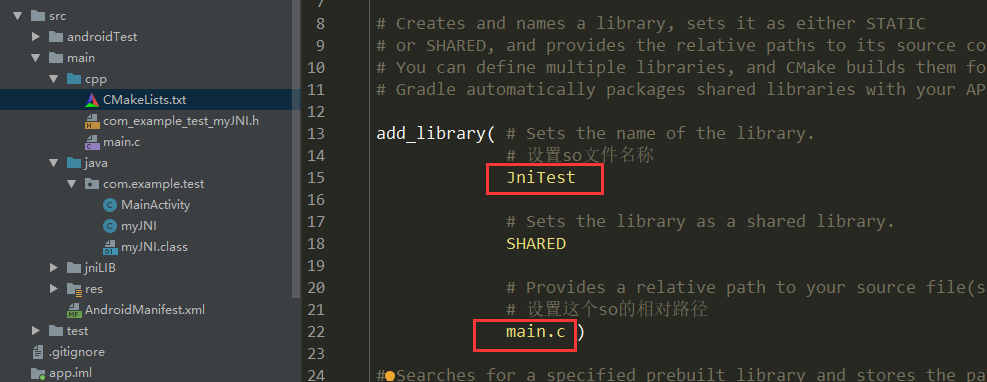 src
androidTest
main
cpp
CMakeLists.txt
com_example_test_myJNI.h
main.c
java
com.example.test
MainActivity
myJNI
myJNI.class
jniLIB
res
AndroidManifest.xml
test
.gitignore
app.iml
7
8 # Creates and names a library, sets it as either STATIC
9 # or SHARED, and provides the relative paths to its source co
10 # You can define multiple libraries, and CMake builds them fo
11 # Gradle automatically packages shared libraries with your AP
12
13 add_library( # Sets the name of the library.
14 # 设置so文件名称
15 JniTest
16
17 # Sets the library as a shared library.
18 SHARED
19
20 # Provides a relative path to your source file(s
21 # 设置这个so的相对路径
22 main.c )
23
24 # Searches for a specified prebuilt library and stores the pa